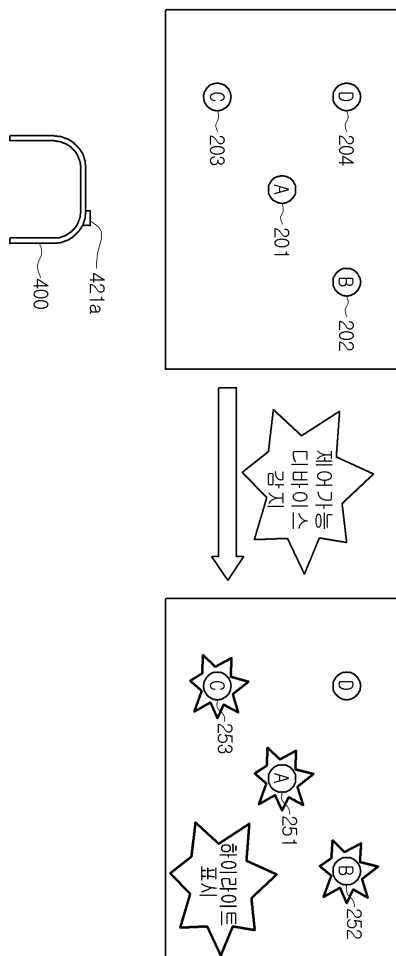 D 204
B 202
A 201
C 203
제어가능
디바이스
감지
D
B 252
A 251
C 253
하이라이트
표시
421a
400